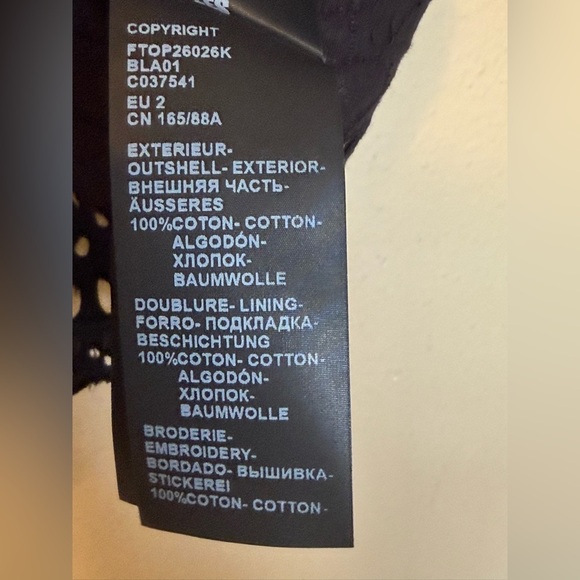 COPYRIGHT
FTOP26026K
BLA01
C037541
EU 2
CN 165/88A
EXTERIEUR-
OUTSHELL- EXTERIOR-
ВНЕШНЯЯ ЧАСТЬ-
ÄUSSERES
100%COTON- COTTON-
ALGODÓN-
ХЛОПОК-
BAUMWOLLE
DOUBLURE- LINING-
FORRO- ПОДКЛАДКА-
BESCHICHTUNG
100%COTON- COTTON-
ALGODÓN-
ХЛОПОК-
BAUMWOLLE
BRODERIE-
EMBROIDERY-
BORDADO- ВЫШИВКА-
STICKEREI
100%COTON- COTTON-